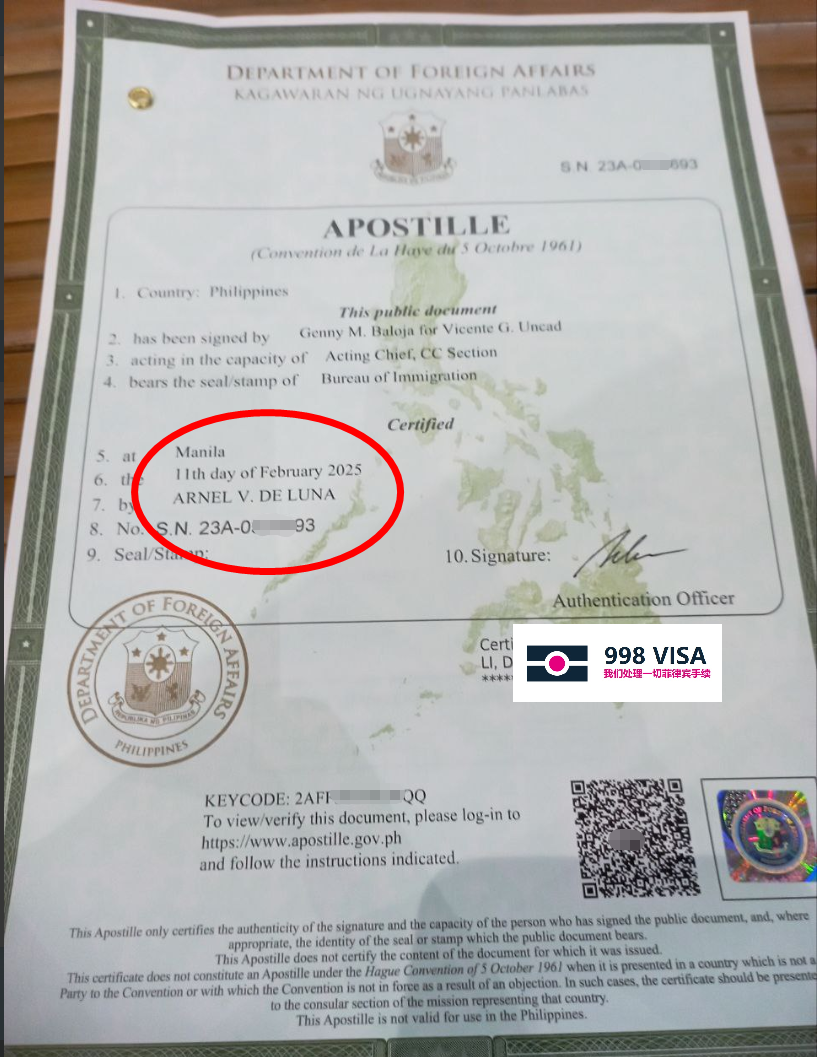 DEPARTMENT OF FOREIGN AFFAIRS
KAGAWARAN NG UGNAYANG PANLABAS
S.N. 23A-0 693
APOSTILLE
(Convention de La Haye du 5 Octobre 1961)
1. Country: Philippines
This public document
2. has been signed by Genny M. Baloja for Vicente G. Uncad
3. acting in the capacity of Acting Chief, CC Section
4. bears the seal/stamp of Bureau of Immigration
Certified
5. at Manila
6. the 11th day of February 2025
7. by ARNEL V. DE LUNA
8. No. S.N. 23A-0 93
9. Seal/Stamp:
10. Signature:
Authentication Officer
DEPARTMENT OF FOREIGN AFFAIRS
REPUBLIKA NG PILIPINAS
PHILIPPINES
Certi
LI, D
****
998 VISA
我们处理一切菲律宾手续
KEYCODE: 2AFF QQ
To view/verify this document, please log-in to
https://www.apostille.gov.ph
and follow the instructions indicated.
This Apostille only certifies the authenticity of the signature and the capacity of the person who has signed the public document, and, where
appropriate, the identity of the seal or stamp which the public document bears.
This Apostille does not certify the content of the document for which it was issued.
This certificate does not constitute an Apostille under the Hague Convention of 5 October 1961 when it is presented in a country which is not a
Party to the Convention or with which the Convention is not in force as a result of an objection. In such cases, the certificate should be presente
to the consular section of the mission representing that country.
This Apostille is not valid for use in the Philippines.